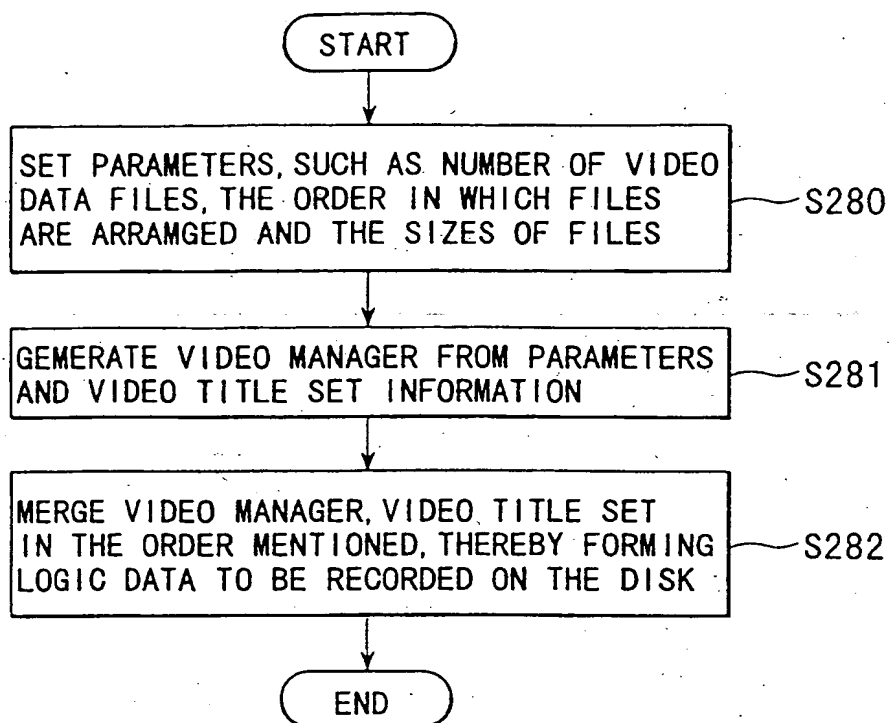 START
SET PARAMETERS, SUCH AS NUMBER OF VIDEO
DATA FILES, THE ORDER IN WHICH FILES
ARE ARRAMGED AND THE SIZES OF FILES
S280
GEMERATE VIDEO MANAGER FROM PARAMETERS
AND VIDEO TITLE SET INFORMATION
S281
MERGE VIDEO MANAGER, VIDEO TITLE SET
IN THE ORDER MENTIONED, THEREBY FORMING
LOGIC DATA TO BE RECORDED ON THE DISK
S282
END